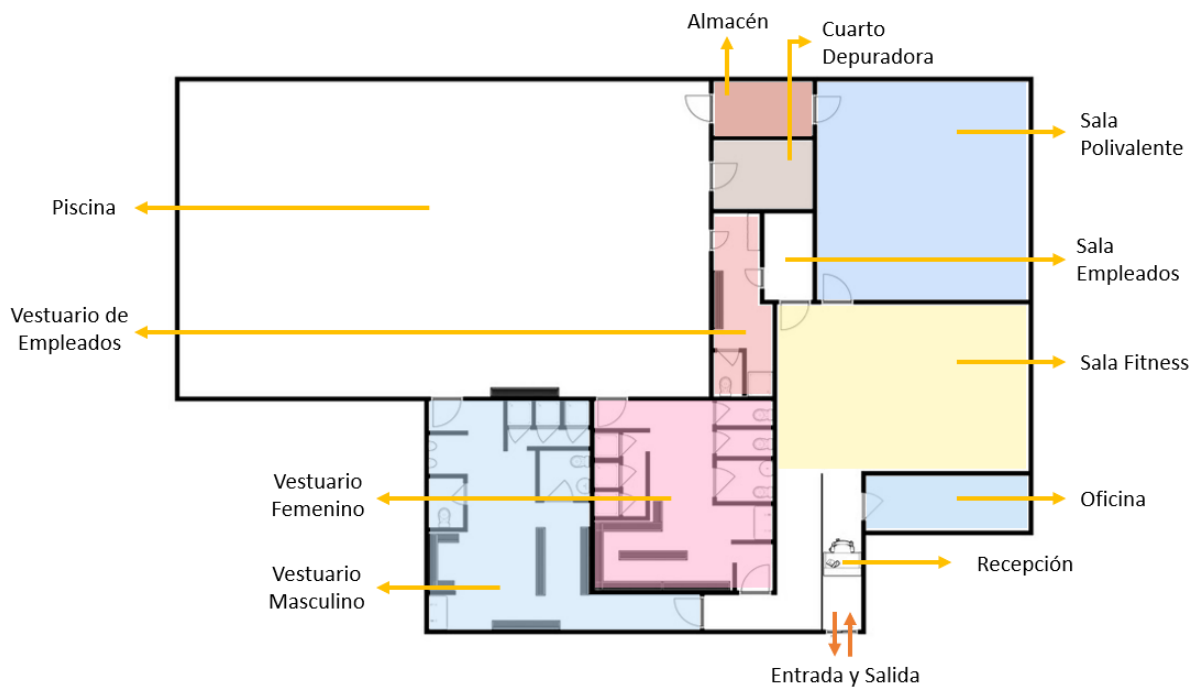 Almacén
Cuarto
Depuradora
Sala
Polivalente
Piscina
Sala
Empleados
Vestuario de
Empleados
Sala Fitness
Vestuario
Femenino
Oficina
Recepción
Vestuario
Masculino
Entrada y Salida